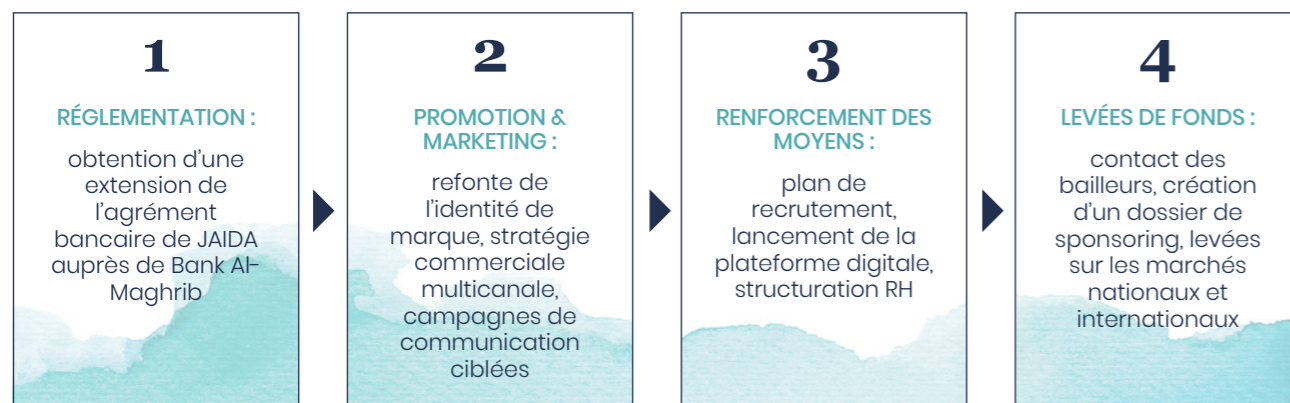 1
RÉGLEMENTATION :
obtention d’une
extension de
l’agrément
bancaire de JAIDA
auprès de Bank Al-
Maghrib
2
PROMOTION &
MARKETING :
refonte de
l’identité de
marque, stratégie
commerciale
multicanale,
campagnes de
communication
ciblées
3
RENFORCEMENT DES
MOYENS :
plan de
recrutement,
lancement de la
plateforme digitale,
structuration RH
4
LEVÉES DE FONDS :
contact des
bailleurs, création
d’un dossier de
sponsoring, levées
sur les marchés
nationaux et
internationaux